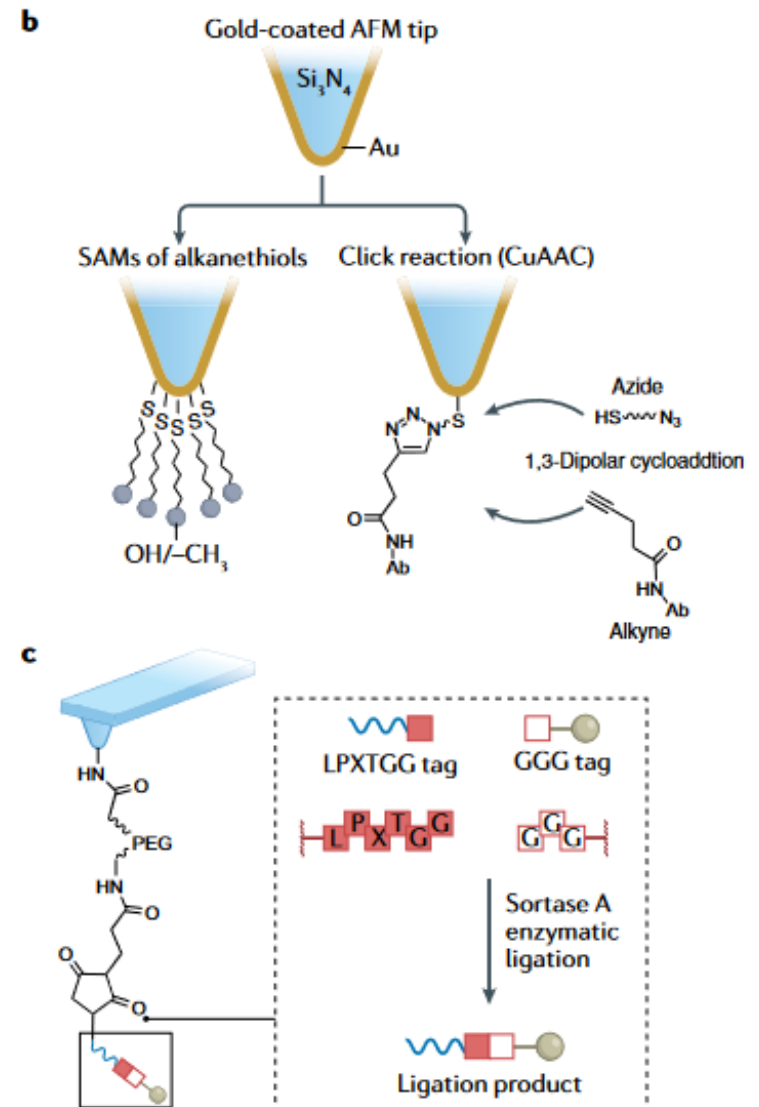 b
Gold-coated AFM tip
Si₃N₄
Au
SAMs of alkanethiols
Click reaction (CuAAC)
S S S S S
OH/–CH₃
S
N N N
O
NH
Ab
Azide
HS N₃
1,3-Dipolar cycloaddtion
O
HN
Ab
Alkyne
c
HN
O
PEG
HN
O
O
O
LPXTGG tag
GGG tag
L P X T G G
G G G
Sortase A
enzymatic
ligation
Ligation product